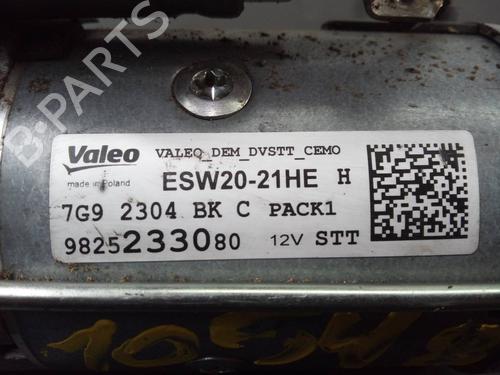 B-PARTS
Valeo
made in Poland
VALEO_DEM_DVSTT_CEMO
ESW20-21HE H
7G9 2304 BK C PACK1
9825233080 12V STT